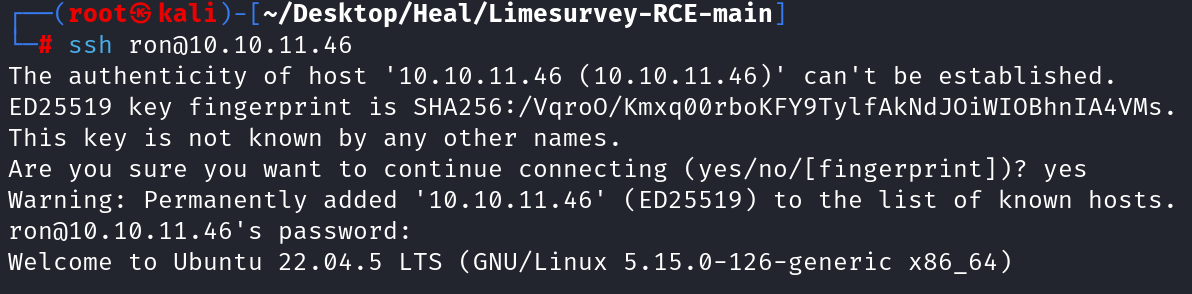 ┌──(root㉿kali)-[~/Desktop/Heal/Limesurvey-RCE-main]
└─# ssh ron@10.10.11.46
The authenticity of host '10.10.11.46 (10.10.11.46)' can't be established.
ED25519 key fingerprint is SHA256:/VqroO/Kmxq00rboKFY9TylfAkNdJOiWIOBhnIA4VMs.
This key is not known by any other names.
Are you sure you want to continue connecting (yes/no/[fingerprint])? yes
Warning: Permanently added '10.10.11.46' (ED25519) to the list of known hosts.
ron@10.10.11.46's password:
Welcome to Ubuntu 22.04.5 LTS (GNU/Linux 5.15.0-126-generic x86_64)